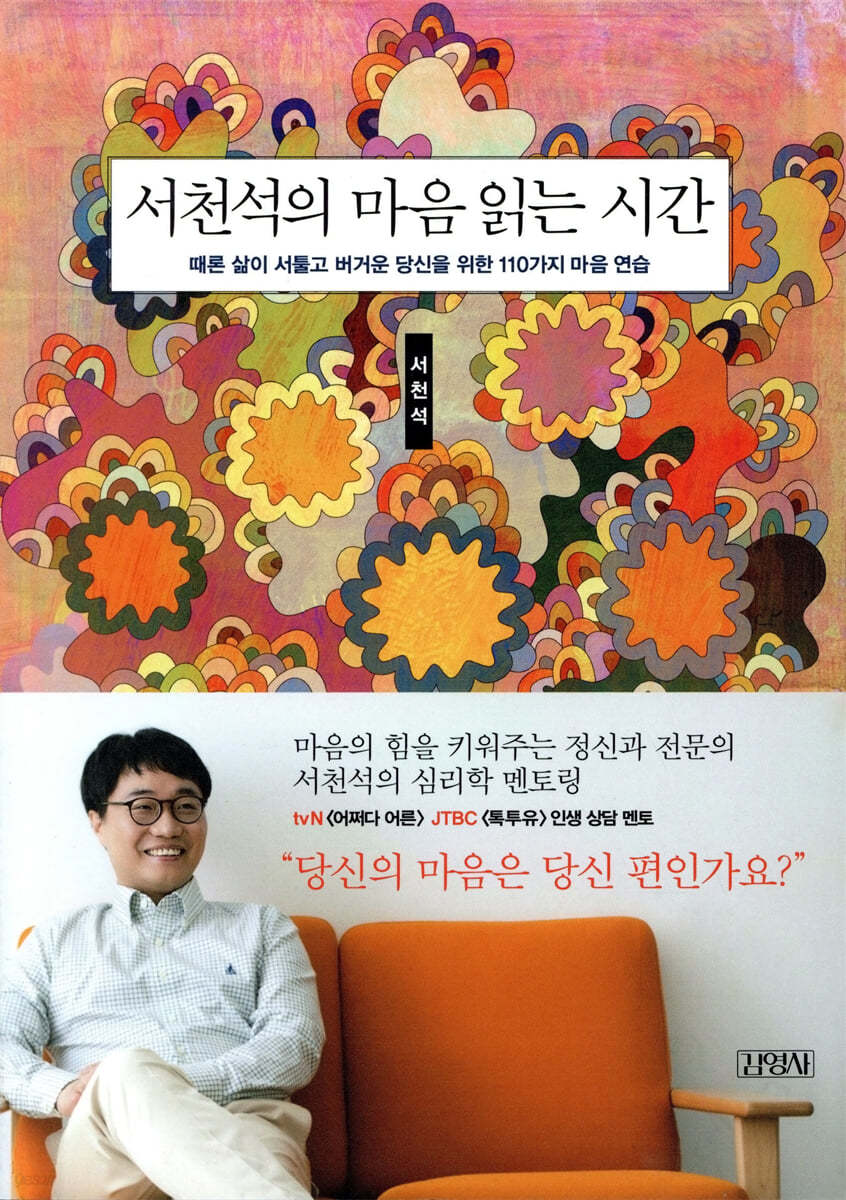 서천석의 마음 읽는 시간
때론 삶이 서툴고 버거운 당신을 위한 110가지 마음 연습
서천석
마음의 힘을 키워주는 정신과 전문의
서천석의 심리학 멘토링
tvN 〈어쩌다 어른〉 JTBC 〈톡투유〉 인생 상담 멘토
“당신의 마음은 당신 편인가요?”
김영사